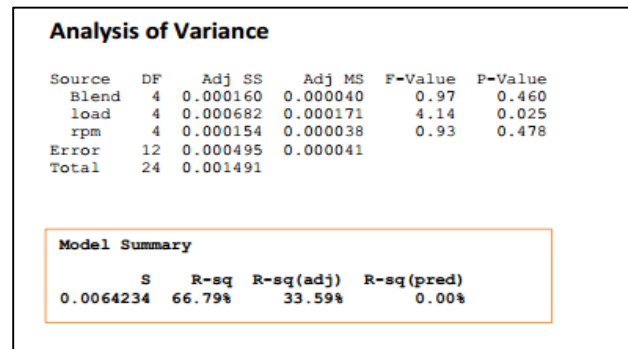 Analysis of Variance
Source DF Adj SS Adj MS F-Value P-Value
Blend 4 0.000160 0.000040 0.97 0.460
load 4 0.000682 0.000171 4.14 0.025
rpm 4 0.000154 0.000038 0.93 0.478
Error 12 0.000495 0.000041
Total 24 0.001491
Model Summary
S R-sq R-sq(adj) R-sq(pred)
0.0064234 66.79% 33.59% 0.00%